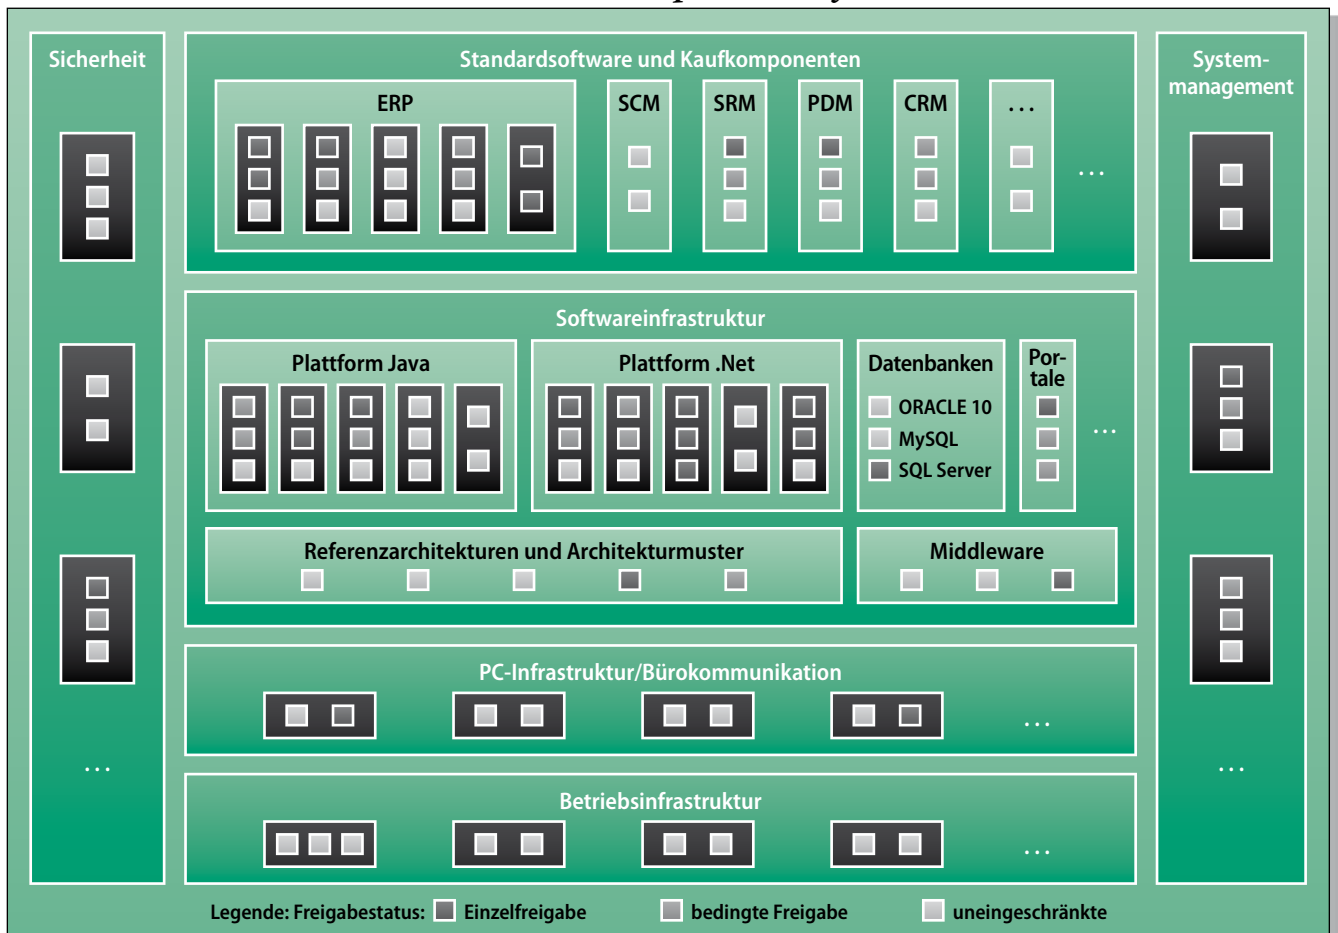 Sicherheit
Standardsoftware und Kaufkomponenten
System-
management
ERP
SCM
SRM
PDM
CRM
...
...
Softwareinfrastruktur
Plattform Java
Plattform .Net
Datenbanken
ORACLE 10
MySQL
SQL Server
Por-
tale
...
Referenzarchitekturen und Architekturmuster
Middleware
PC-Infrastruktur/Bürokommunikation
...
...
...
Betriebsinfrastruktur
...
Legende: Freigabestatus: Einzelfreigabe bedingte Freigabe uneingeschränkte